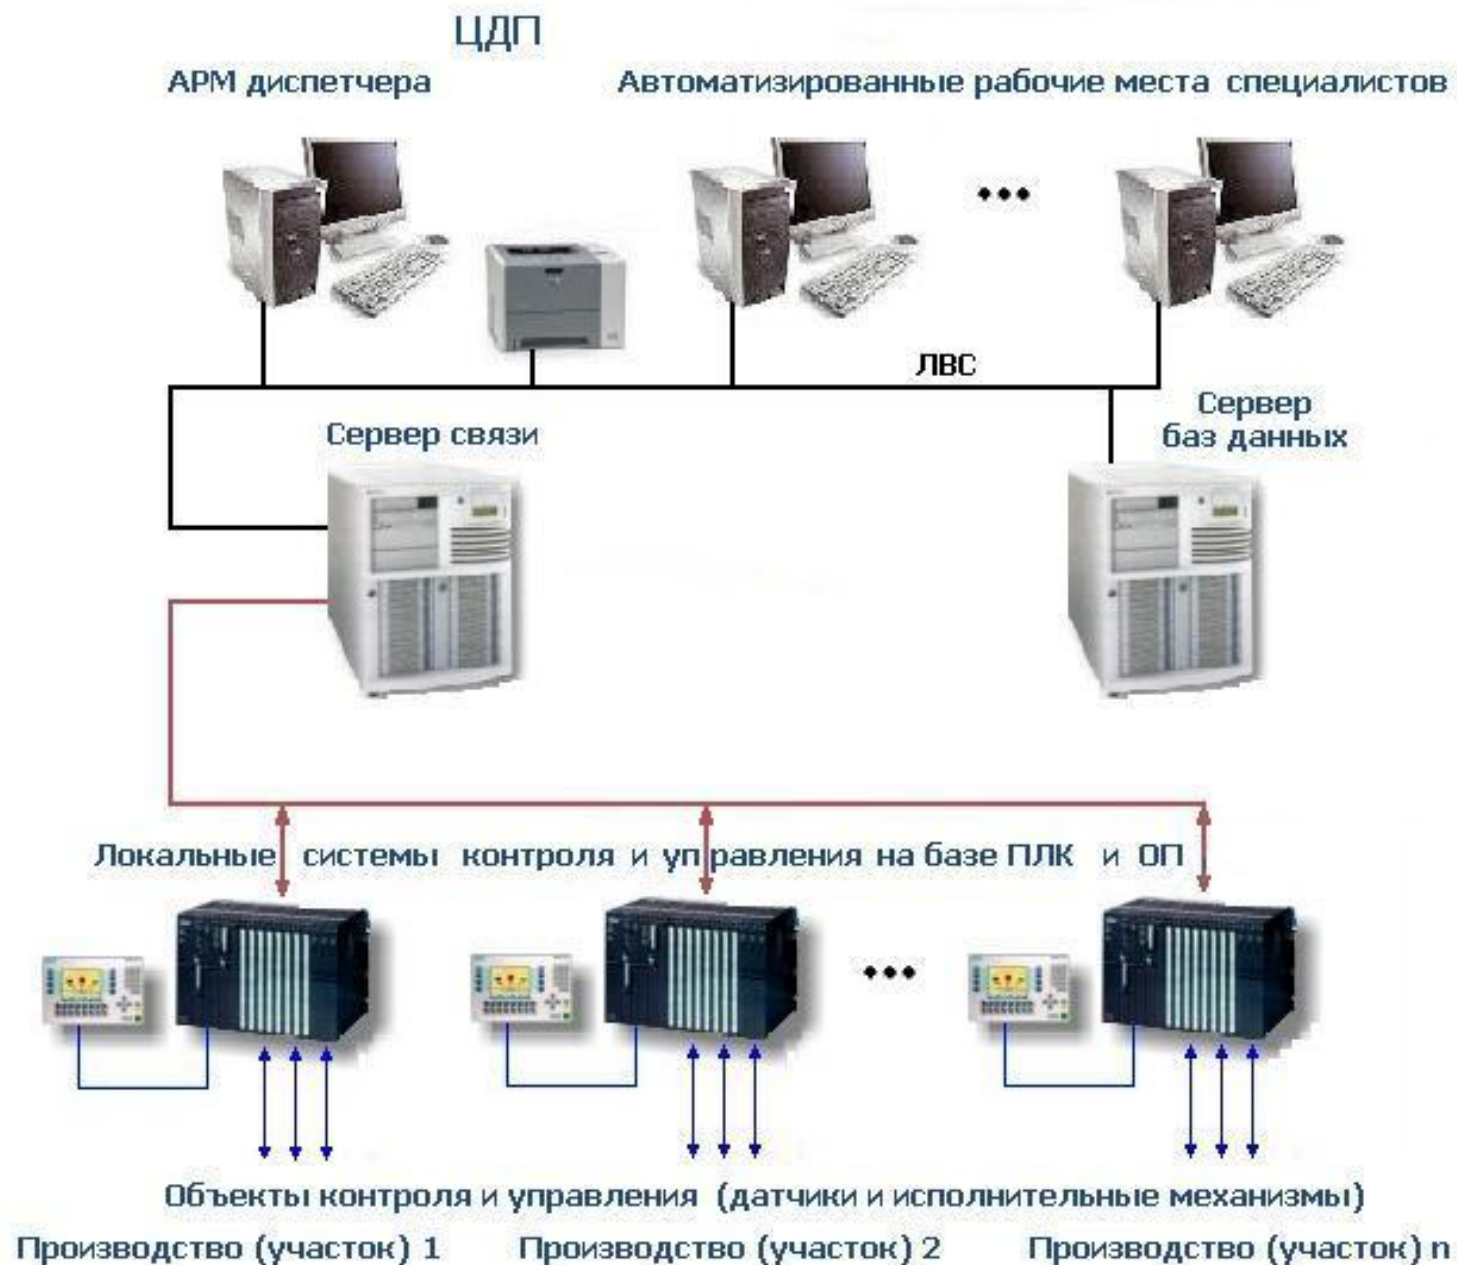 ЦДП
АРМ диспетчера
Автоматизированные рабочие места специалистов
ЛВС
Сервер связи
Сервер
баз данных
Локальные системы контроля и управления на базе ПЛК и ОП
Объекты контроля и управления (датчики и исполнительные механизмы)
Производство (участок) 1
Производство (участок) 2
Производство (участок) n